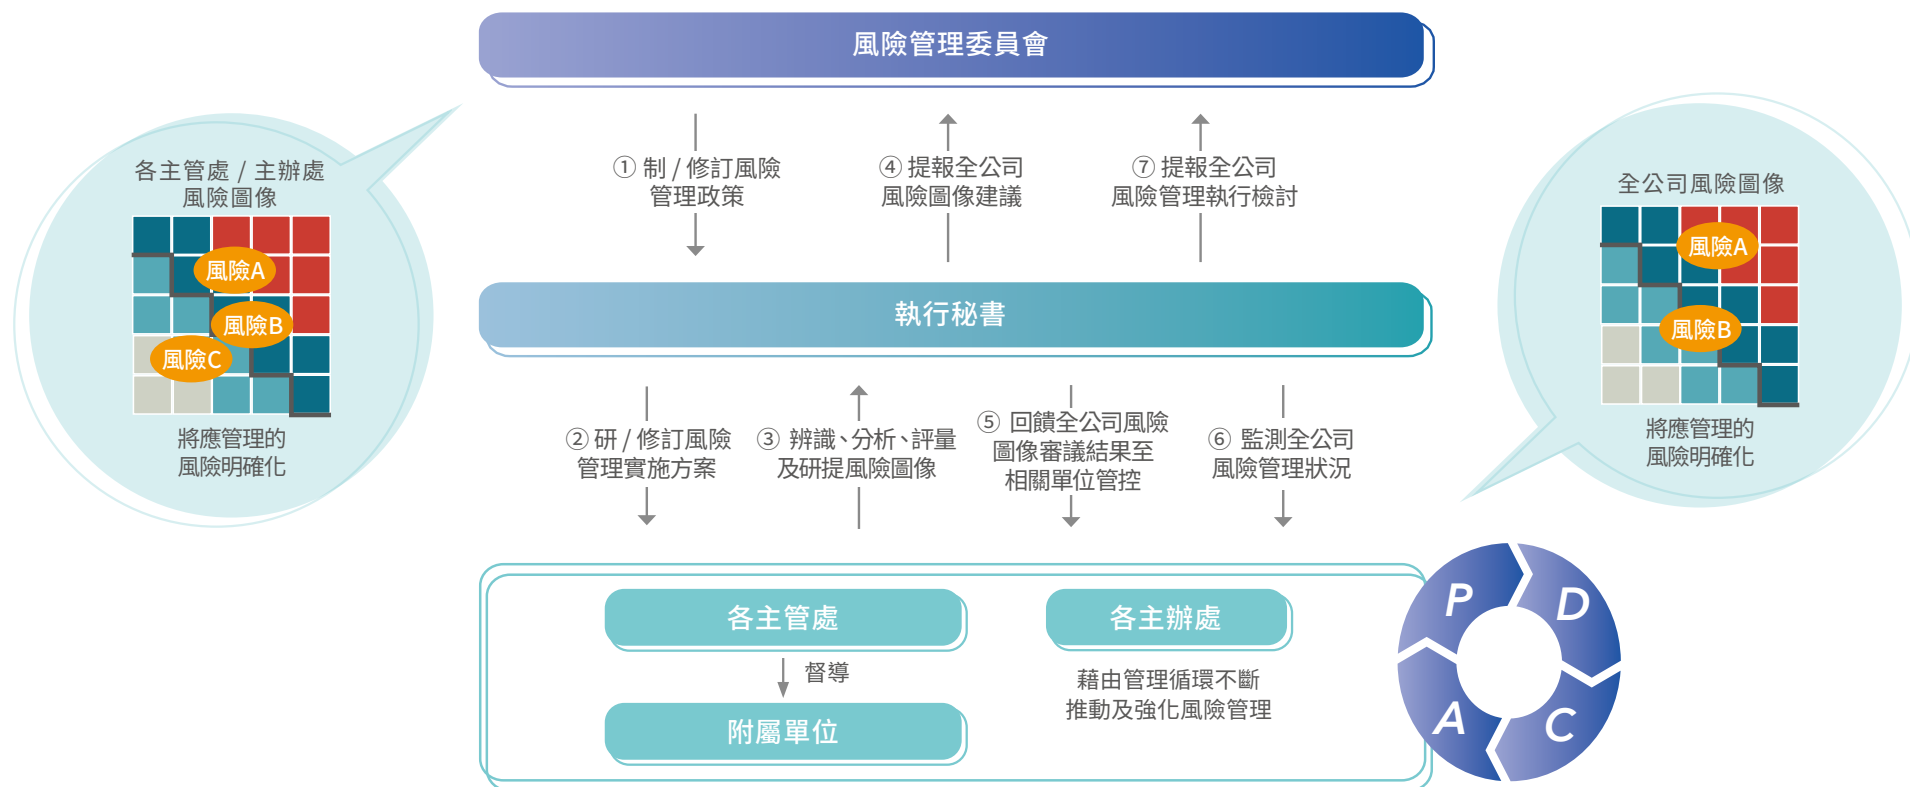 風險管理委員會
各主管處 / 主辦處
風險圖像
風險A
風險B
風險C
將應管理的
風險明確化
① 制 / 修訂風險
管理政策
④ 提報全公司
風險圖像建議
⑦ 提報全公司
風險管理執行檢討
全公司風險圖像
風險A
風險B
將應管理的
風險明確化
執行秘書
② 研 / 修訂風險
管理實施方案
③ 辨識、分析、評量
及研提風險圖像
⑤ 回饋全公司風險
圖像審議結果至
相關單位管控
⑥ 監測全公司
風險管理狀況
各主管處
督導
附屬單位
各主辦處
藉由管理循環不斷
推動及強化風險管理
P
D
C
A